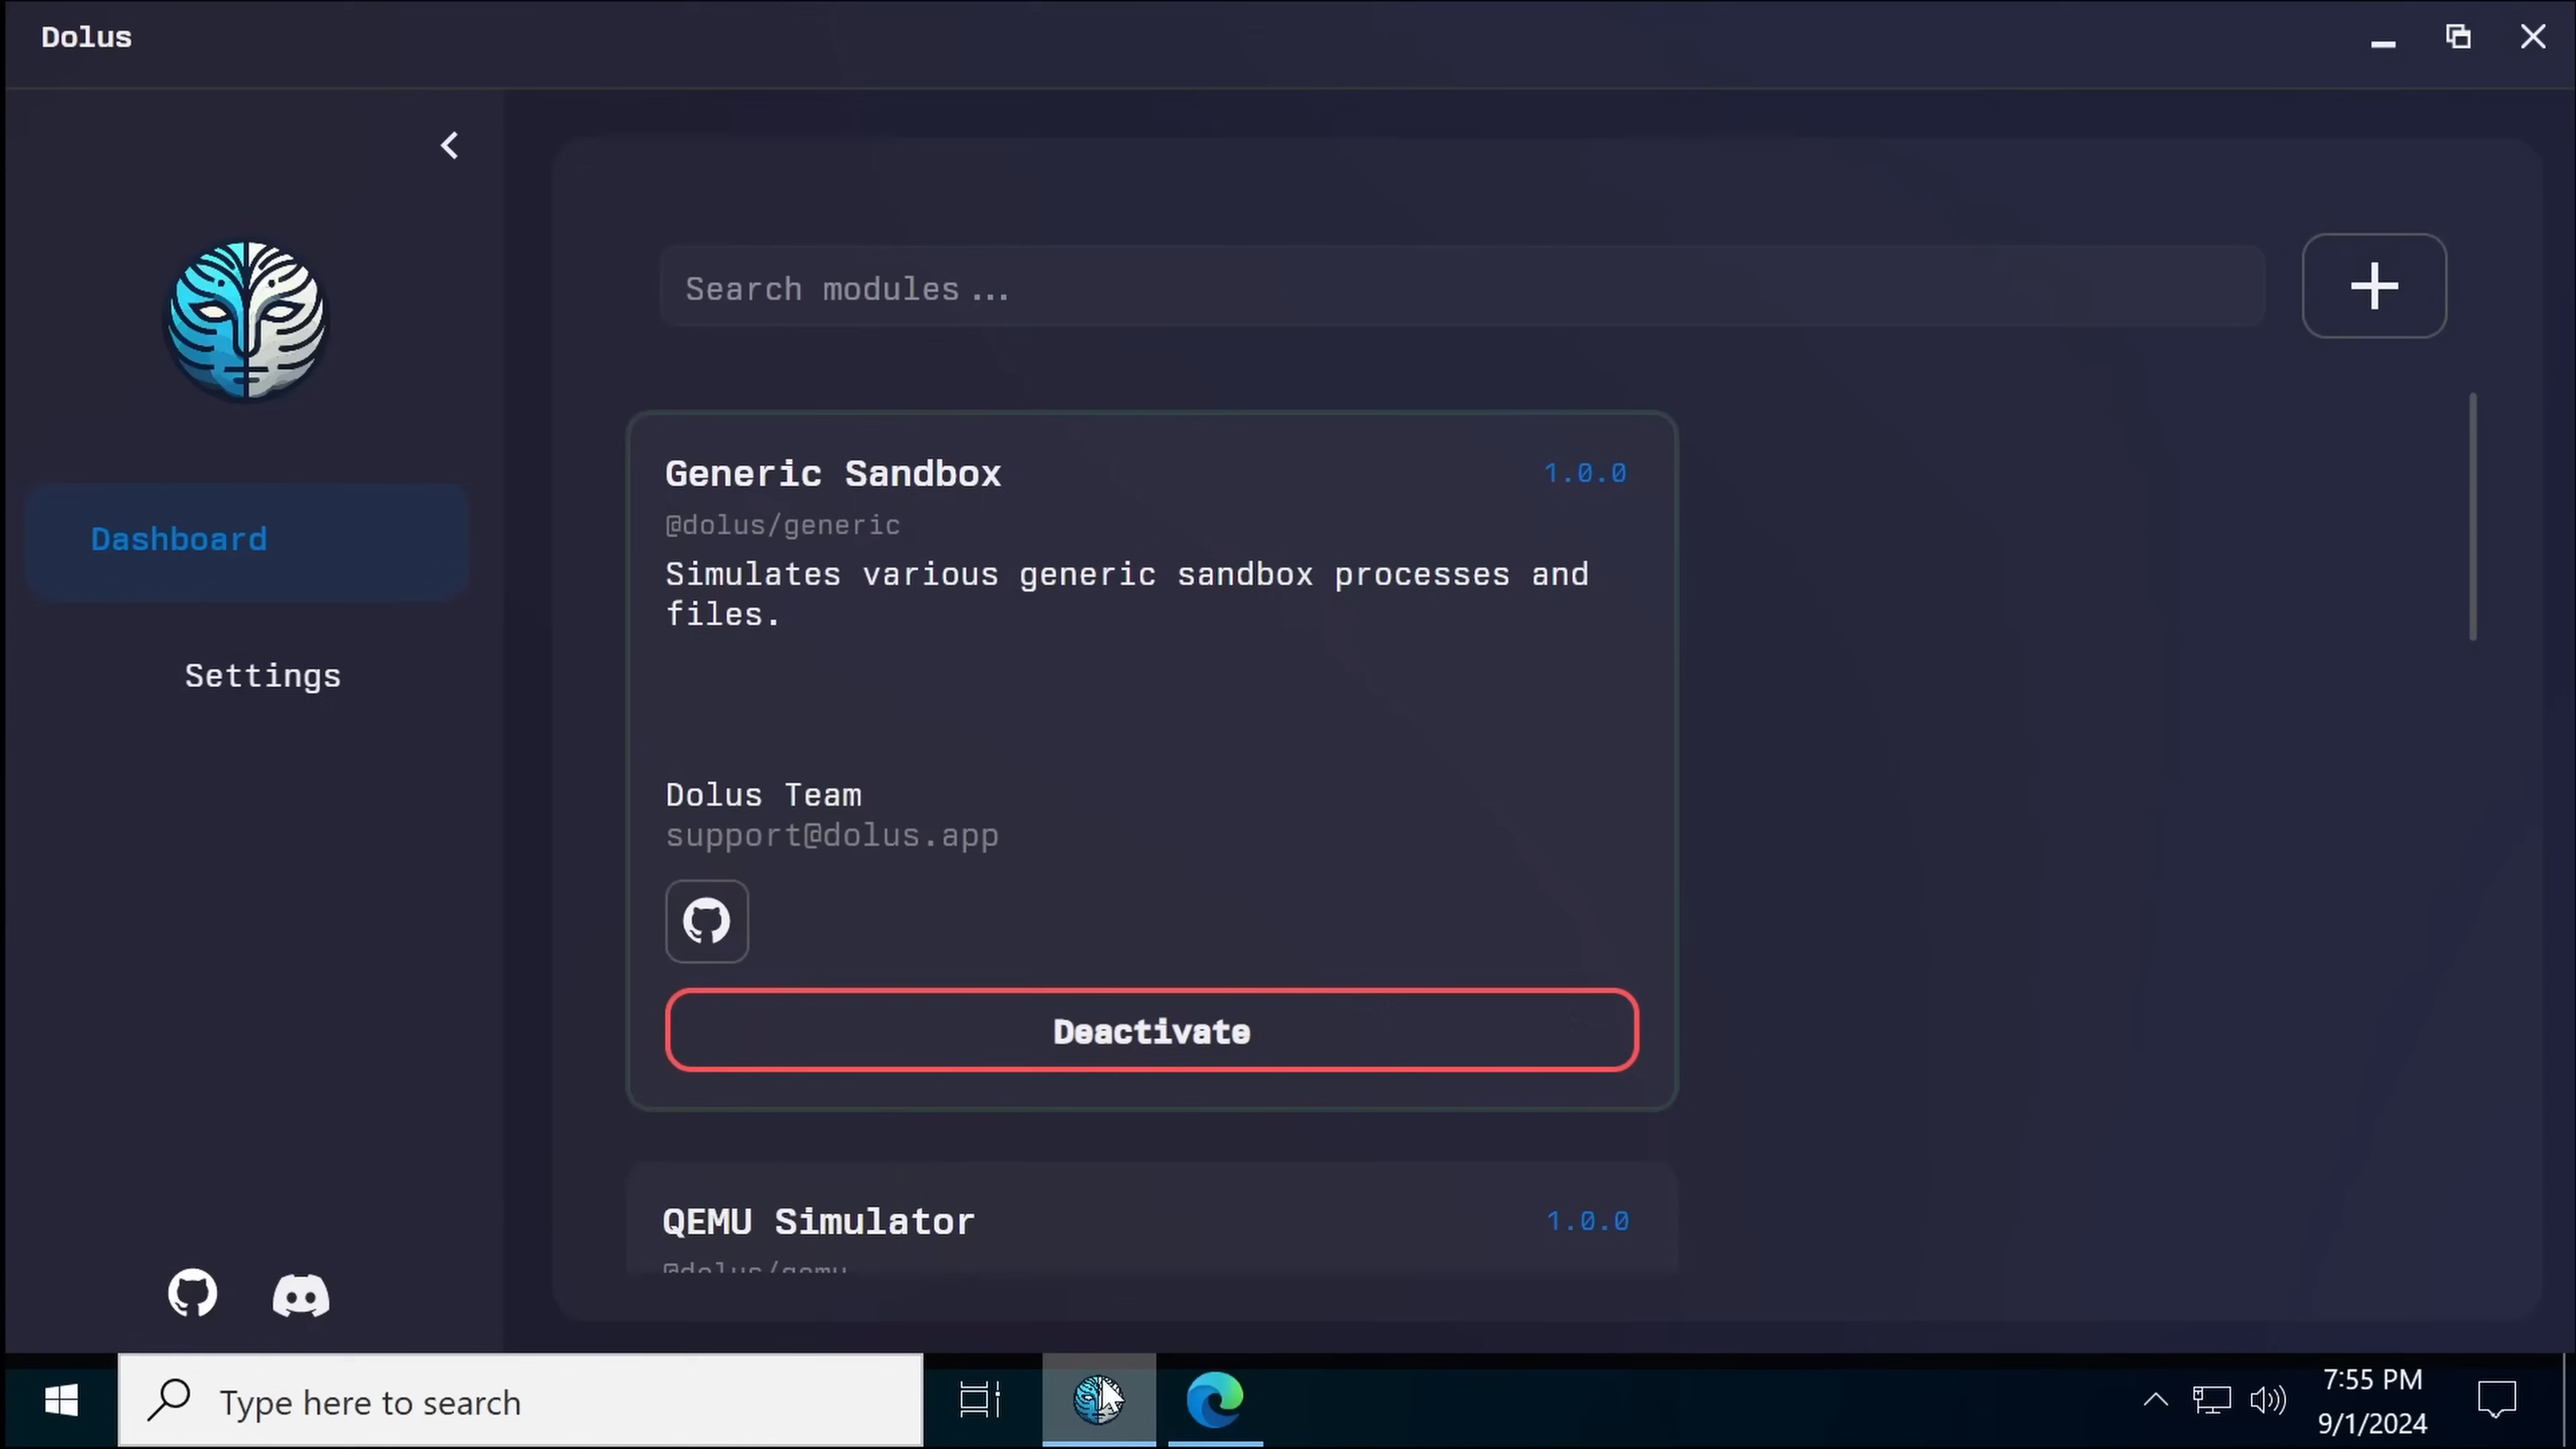 Dolus
Search modules ...
Generic Sandbox
1.0.0
@dolus/generic
Dashboard
Simulates various generic sandbox processes and
files.
Settings
Dolus Team
support@dolus.app
Deactivate
QEMU Simulator
1.0.0
@dolus/qemu
Type here to search
7:55 PM
9/1/2024